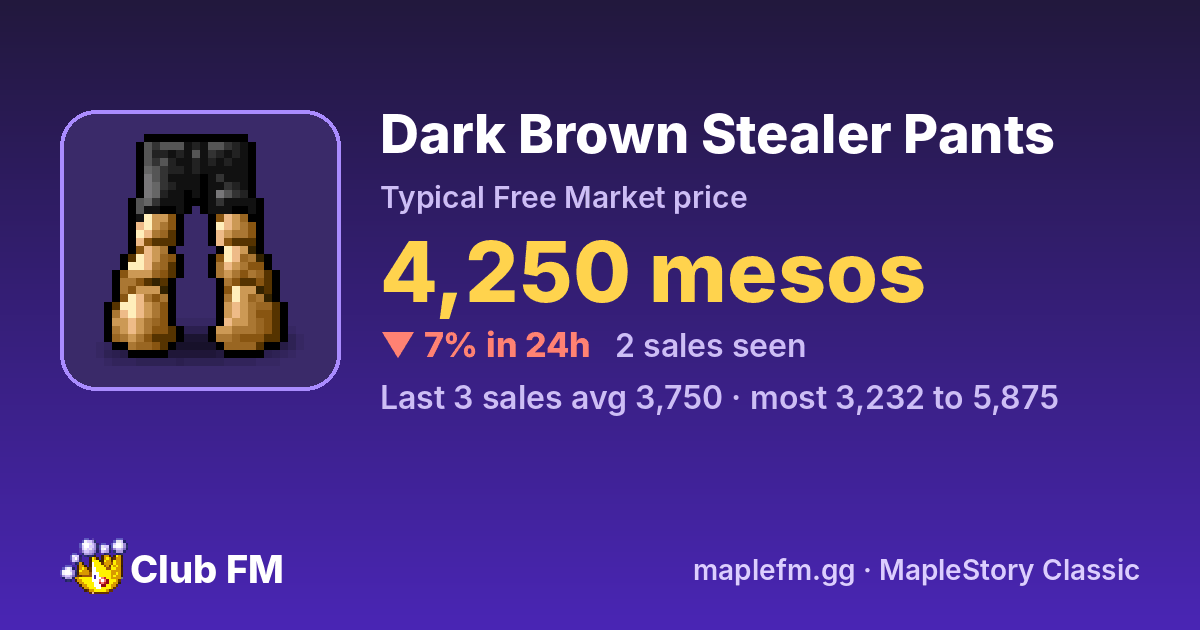 Dark Brown Stealer Pants
Typical Free Market price
4,250 mesos
▼ 7% in 24h 2 sales seen
Last 3 sales avg 3,750 · most 3,232 to 5,875
Club FM
maplefm.gg · MapleStory Classic